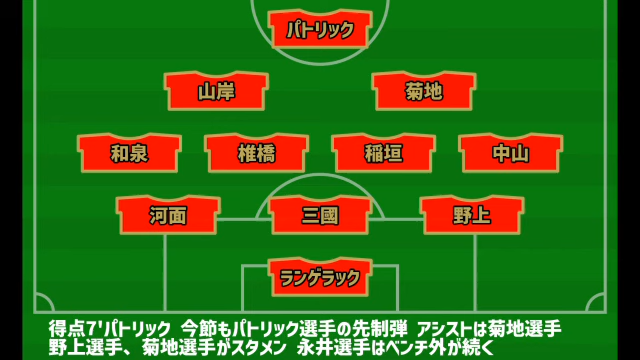 パトリック
山岸 菊地
和泉 椎橋 稲垣 中山
河面 三國 野上
ランゲラック
得点7'パトリック 今節もパトリック選手の先制弾 アシストは菊地選手
野上選手、菊地選手がスタメン 永井選手はベンチ外が続く